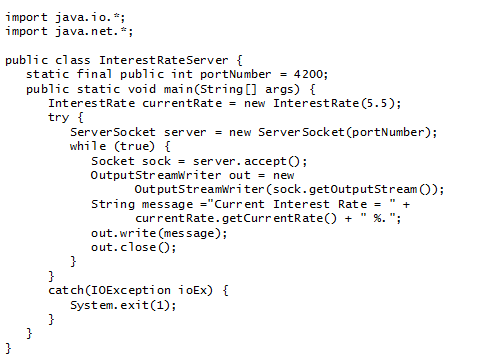 import java.io.*;
import java.net.*;

public class InterestRateServer {
   static final public int portNumber = 4200;
   public static void main(String[] args) {
      InterestRate currentRate = new InterestRate(5.5);
      try {
         ServerSocket server = new ServerSocket(portNumber);
         while (true) {
            Socket sock = server.accept();
            OutputStreamWriter out = new
                  OutputStreamWriter(sock.getOutputStream());
            String message ="Current Interest Rate = " +
                  currentRate.getCurrentRate() + " %.";
            out.write(message);
            out.close();
         }
      }
      catch(IOException ioEx) {
         System.exit(1);
      }
   }
}